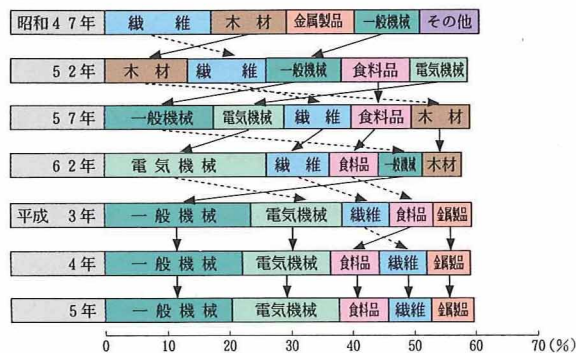 昭和47年 繊維 木材 金属製品 一般機械 その他
52年 木材 繊維 一般機械 食料品 電気機械
57年 一般機械 電気機械 繊維 食料品 木材
62年 電気機械 繊維 食料品 一般機械 木材
平成 3年 一般機械 電気機械 繊維 食料品 金属製品
4年 一般機械 電気機械 食料品 繊維 金属製品
5年 一般機械 電気機械 食料品 繊維 金属製品
0 10 20 30 40 50 60 70(%)